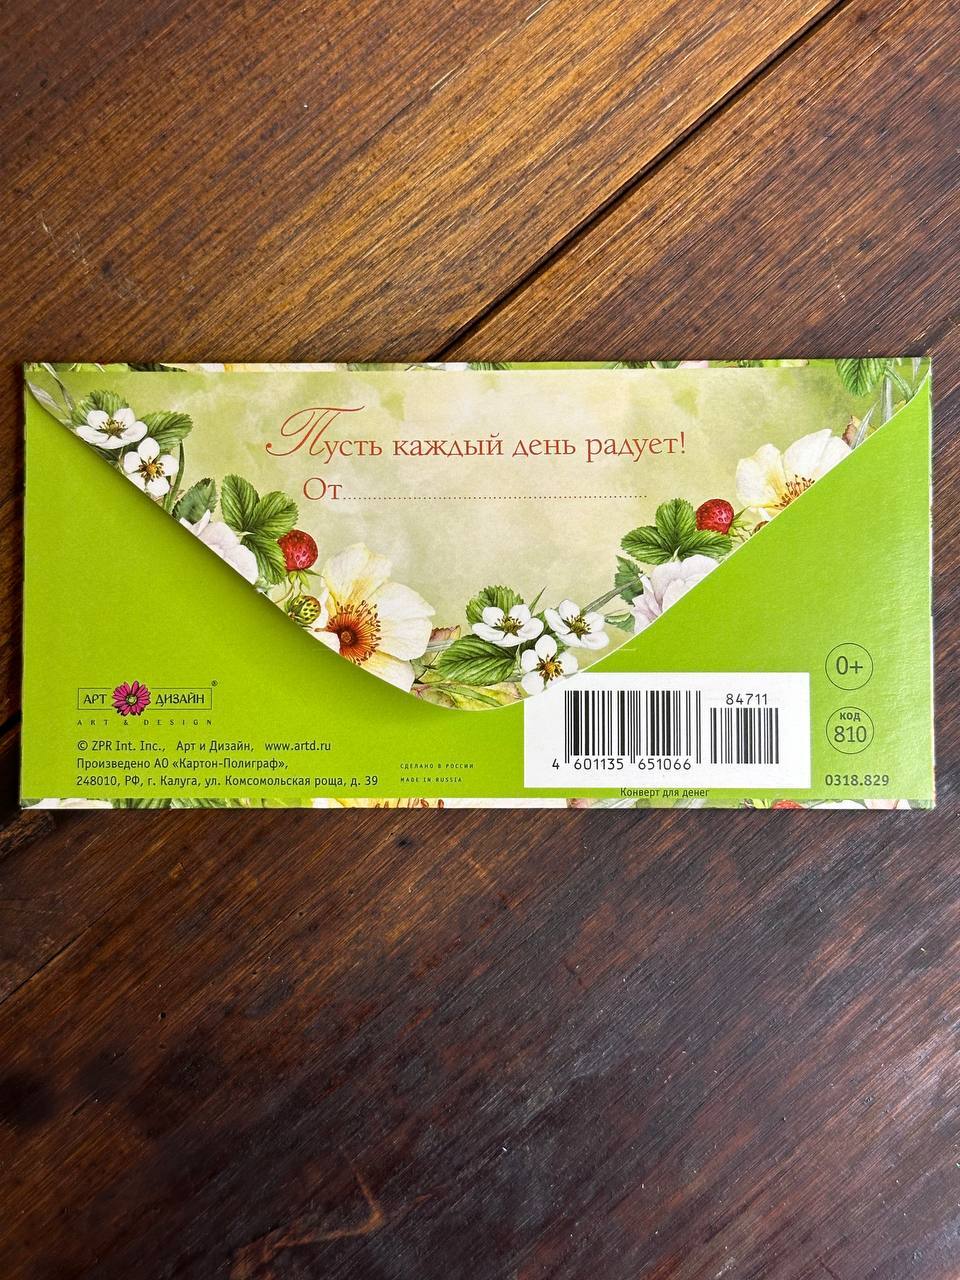 Пусть каждый день радует!
От
АРТ ДИЗАЙН®
ART & DESIGN
© ZPR Int. Inc., Арт и Дизайн, www.artd.ru
Произведено АО «Картон-Полиграф»,
248010, РФ, г. Калуга, ул. Комсомольская роща, д. 39
СДЕЛАНО В РОССИИ
MADE IN RUSSIA
84711
4 601135 651066
Конверт для денег
0+
код
810
0318.829